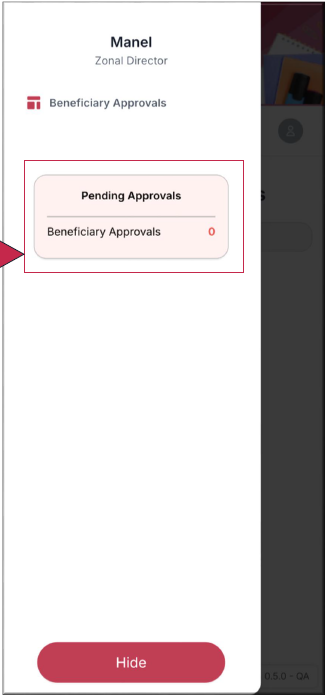 Manel
Zonal Director
Beneficiary Approvals
Pending Approvals
Beneficiary Approvals 0
Hide
0.5.0 - QA